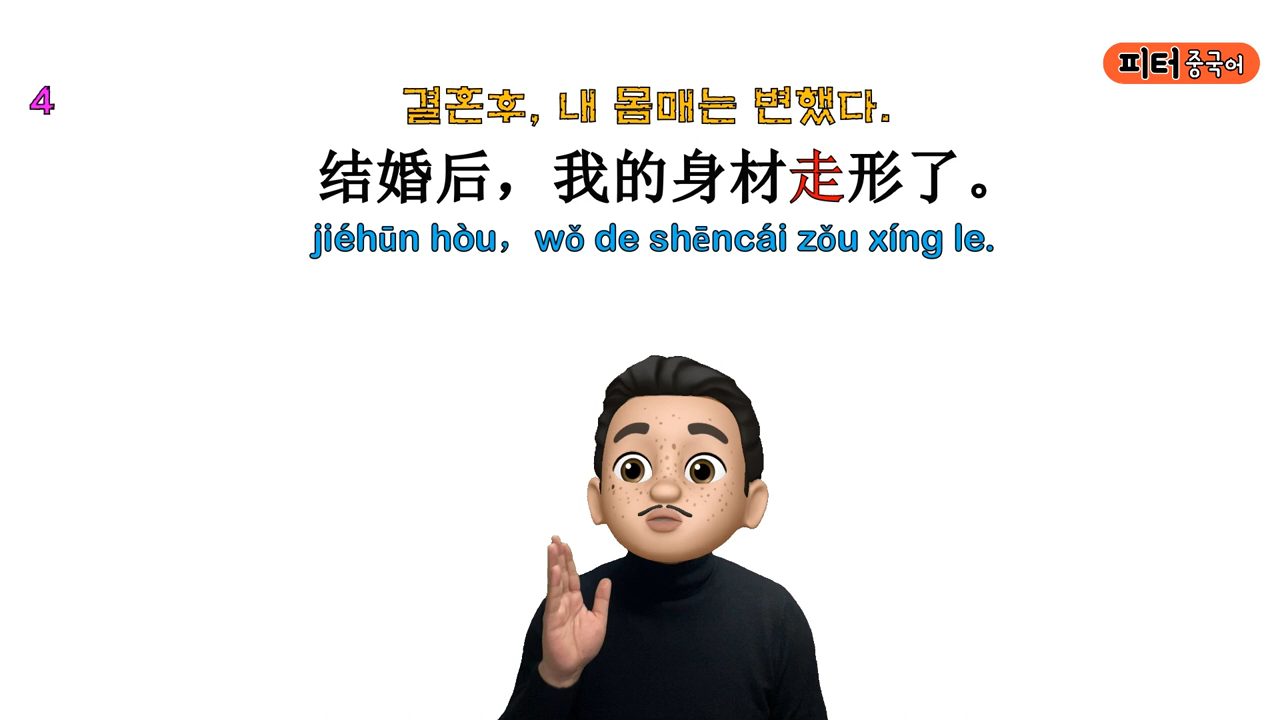 피터 중국어
4
결혼후, 내 몸매는 변했다.
结婚后，我的身材走形了。
jiéhūn hòu，wǒ de shēncái zǒu xíng le.